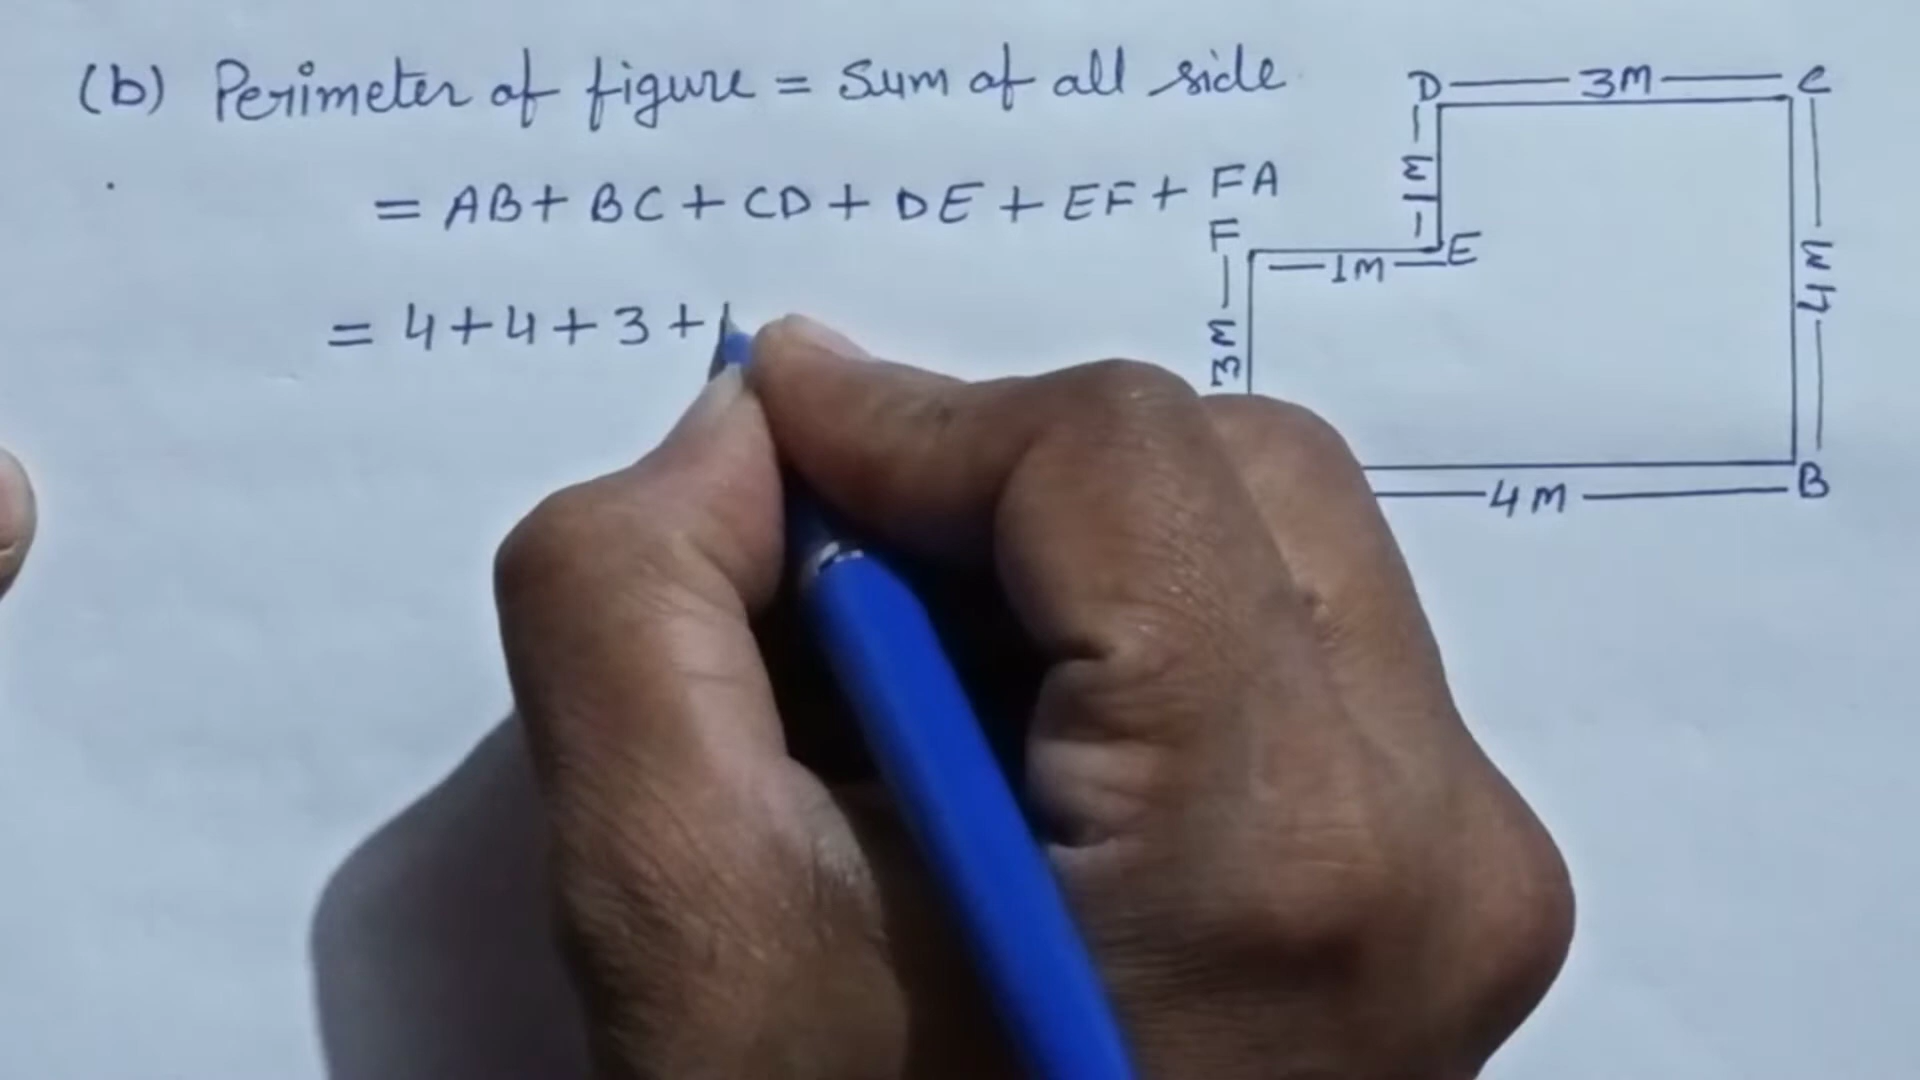 (b) Perimeter of figure = Sum of all side
= AB + BC + CD + DE + EF + FA
= 4 + 4 + 3 + 1
D 3M C
1M
F 1M E
3M
4M
4M B